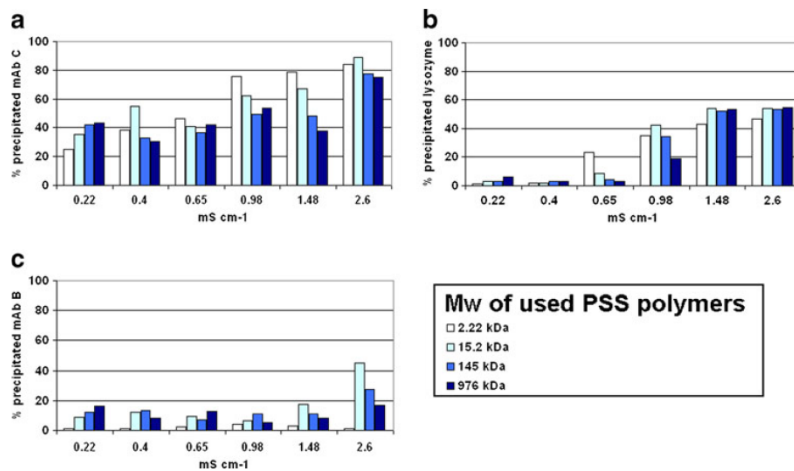 a
% precipitated mAb C
100
80
60
40
20
0
0.22 0.4 0.65 0.98 1.48 2.6
mS cm-1
b
% precipitated lysozyme
100
80
60
40
20
0
0.22 0.4 0.65 0.98 1.48 2.6
mS cm-1
c
% precipitated mAb B
100
80
60
40
20
0
0.22 0.4 0.65 0.98 1.48 2.6
mS cm-1
Mw of used PSS polymers
2.22 kDa
15.2 kDa
145 kDa
976 kDa